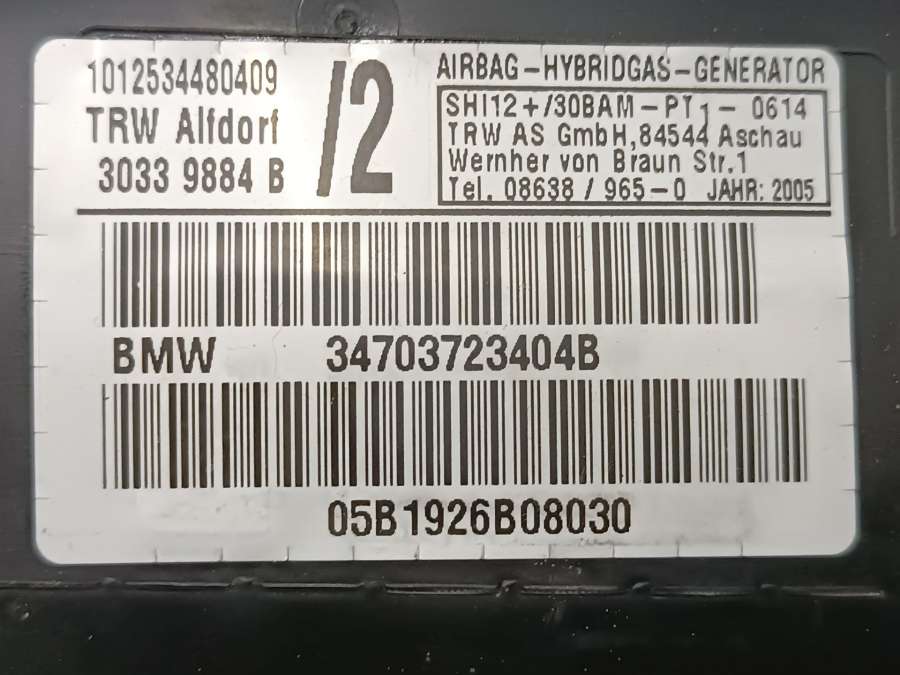 1012534480409
TRW Alfdorf
3033 9884 B
/2
AIRBAG-HYBRIDGAS-GENERATOR
SHI12+/30BAM-PT1-0614
TRW AS GmbH,84544 Aschau
Wernher von Braun Str.1
Tel. 08638 / 965-0 JAHR: 2005
BMW 34703723404B
05B1926B08030